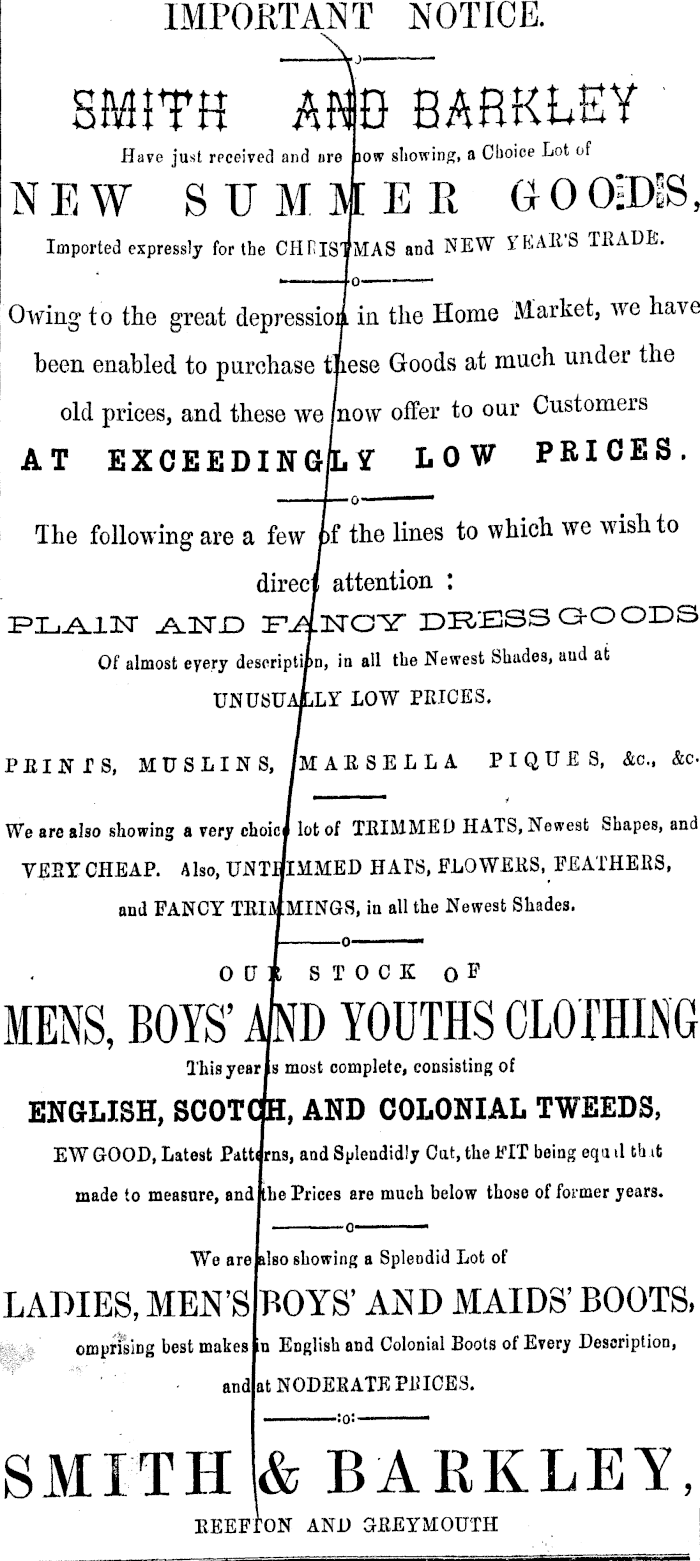 IMPORTANT NOTICE.
SMITH AND BARKLEY
Have just received and are now showing, a Choice Lot of
NEW SUMMER GOODS,
Imported expressly for the CHRISTMAS and NEW YEAR'S TRADE.
Owing to the great depression in the Home Market, we have
been enabled to purchase these Goods at much under the
old prices, and these we now offer to our Customers
AT EXCEEDINGLY LOW PRICES.
The following are a few of the lines to which we wish to
direct attention :
PLAIN AND FANCY DRESS GOODS
Of almost every description, in all the Newest Shades, and at
UNUSUALLY LOW PRICES.
PRINTS, MUSLINS, MARSELLA PIQUES, &c., &c.
We are also showing a very choice lot of TRIMMED HATS, Newest Shapes, and
VERY CHEAP. Also, UNTRIMMED HATS, FLOWERS, FEATHERS,
and FANCY TRIMMINGS, in all the Newest Shades.
OUR STOCK OF
MENS, BOYS' AND YOUTHS CLOTHING
This year is most complete, consisting of
ENGLISH, SCOTCH, AND COLONIAL TWEEDS,
EW GOOD, Latest Patterns, and Splendidly Cut, the FIT being equal that
made to measure, and the Prices are much below those of former years.
We are also showing a Splendid Lot of
LADIES, MEN'S BOYS' AND MAIDS' BOOTS,
omprising best makes in English and Colonial Boots of Every Description,
and at NODERATE PRICES.
SMITH & BARKLEY,
REEFTON AND GREYMOUTH